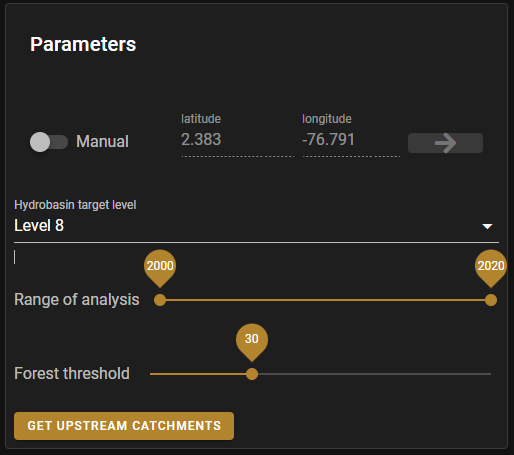 Parameters
latitude
longitude
Manual
2.383
-76.791
Hydrobasin target level
Level 8
2000
2020
Range of analysis
30
Forest threshold
GET UPSTREAM CATCHMENTS